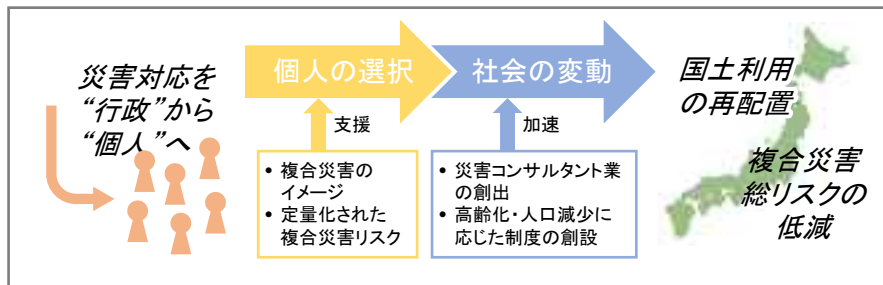 災害対応を
“行政”から
“個人”へ
個人の選択
社会の変動
支援
加速
• 複合災害の
イメージ
• 定量化された
複合災害リスク
• 災害コンサルタント業
の創出
• 高齢化・人口減少に
応じた制度の創設
国土利用
の再配置
複合災害
総リスクの
低減